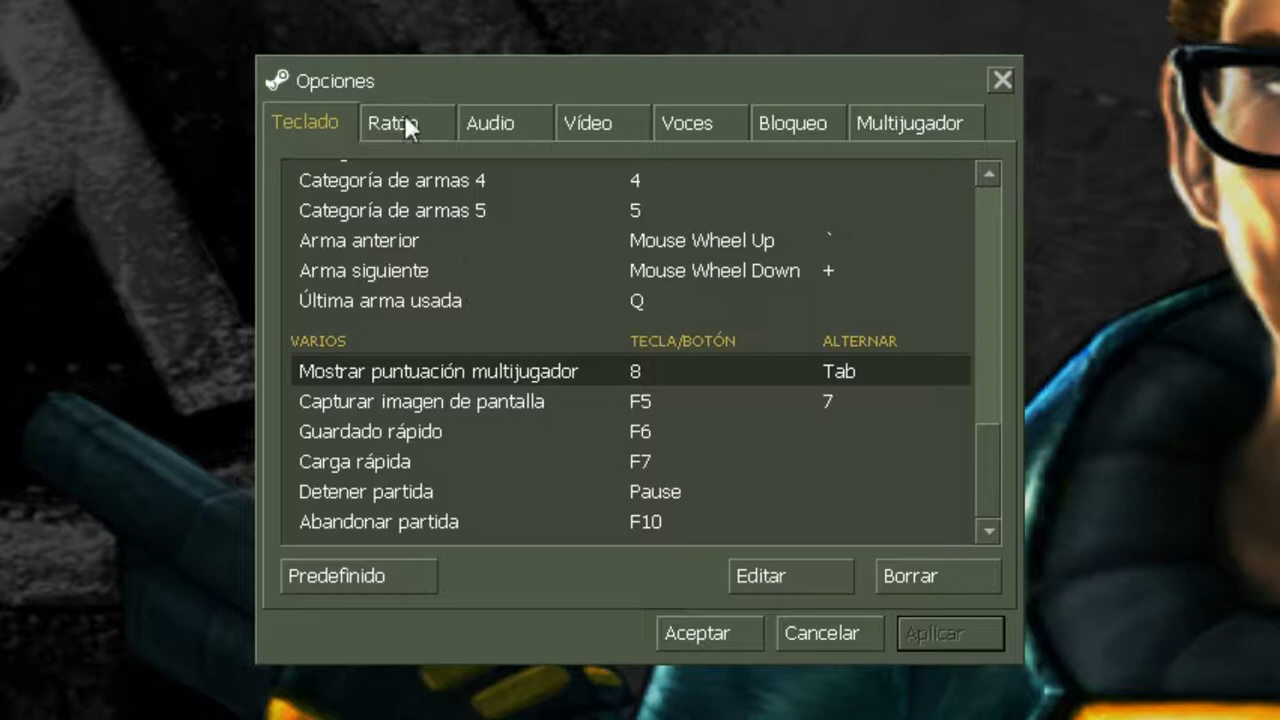 Opciones
Teclado Ratón Audio Vídeo Voces Bloqueo Multijugador
Categoría de armas 4 4
Categoría de armas 5 5
Arma anterior Mouse Wheel Up `
Arma siguiente Mouse Wheel Down +
Última arma usada Q
VARIOS TECLA/BOTÓN ALTERNAR
Mostrar puntuación multijugador 8 Tab
Capturar imagen de pantalla F5 7
Guardado rápido F6
Carga rápida F7
Detener partida Pause
Abandonar partida F10
Predefinido Editar Borrar
Aceptar Cancelar Aplicar